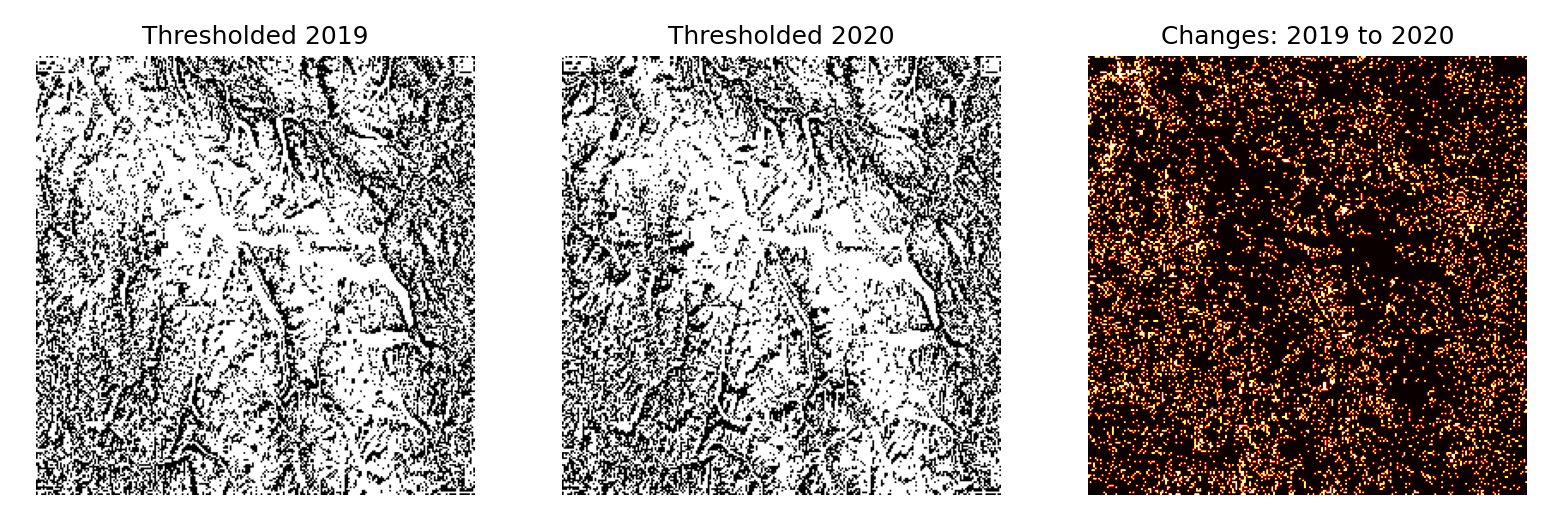 Thresholded 2019
Thresholded 2020
Changes: 2019 to 2020